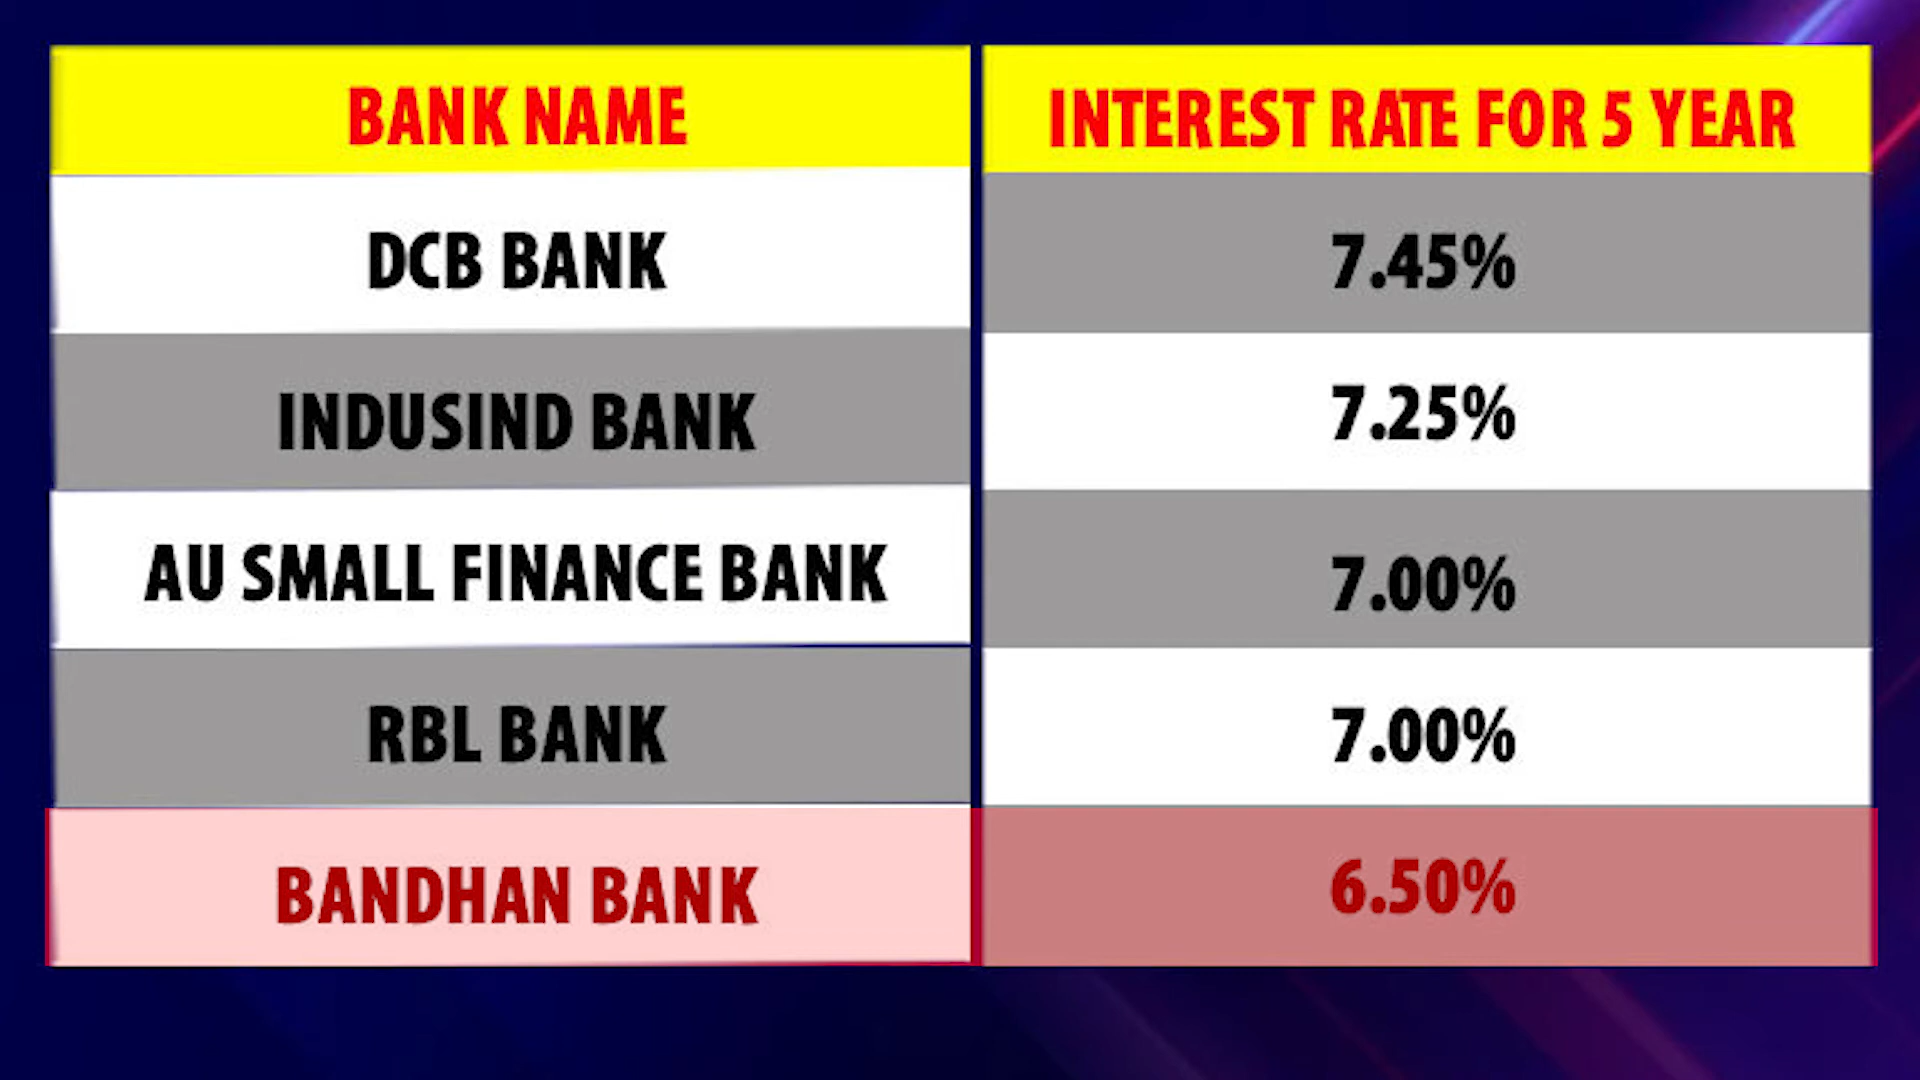 BANK NAME INTEREST RATE FOR 5 YEAR
DCB BANK 7.45%
INDUSIND BANK 7.25%
AU SMALL FINANCE BANK 7.00%
RBL BANK 7.00%
BANDHAN BANK 6.50%